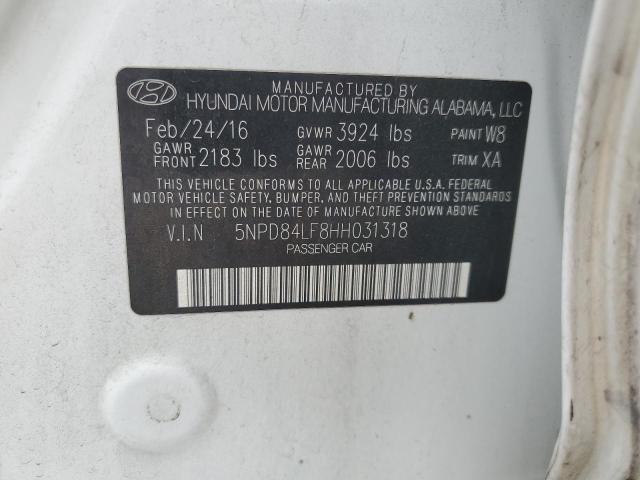 MANUFACTURED BY
HYUNDAI MOTOR MANUFACTURING ALABAMA, LLC
Feb/24/16 GVWR 3924 lbs PAINT W8
GAWR FRONT 2183 lbs GAWR REAR 2006 lbs TRIM XA
THIS VEHICLE CONFORMS TO ALL APPLICABLE U.S.A. FEDERAL
MOTOR VEHICLE SAFETY, BUMPER, AND THEFT PREVENTION
STANDARDS IN EFFECT ON THE DATE OF MANUFACTURE SHOWN ABOVE.
V.I.N 5NPD84LF8HH031318
PASSENGER CAR